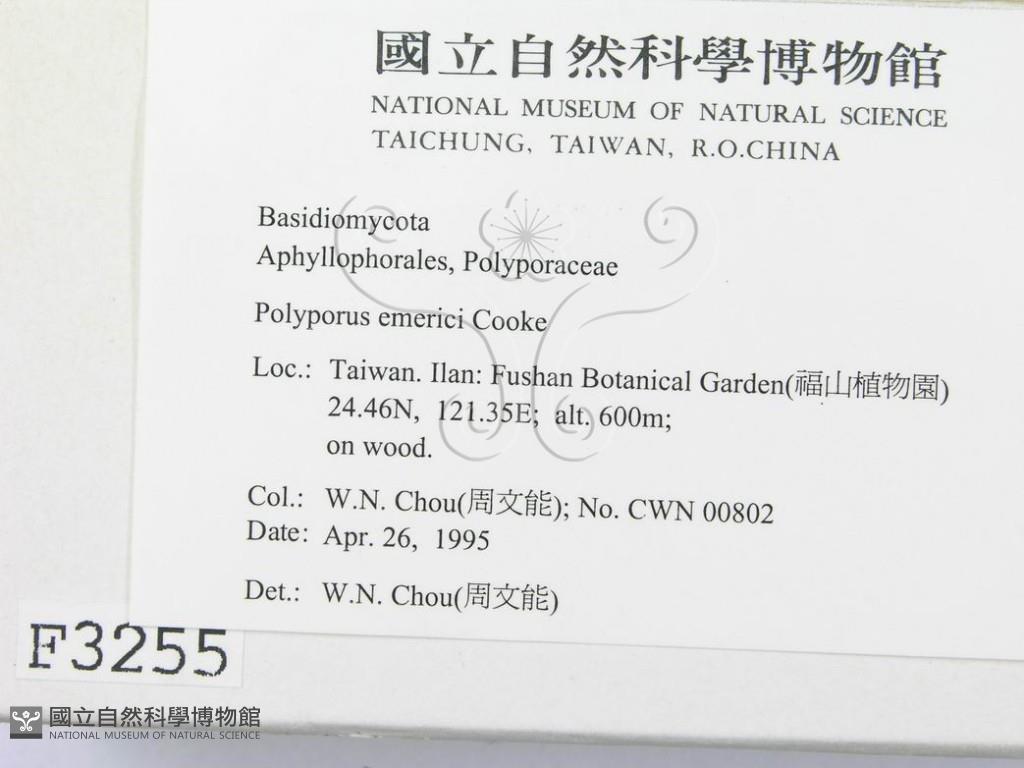 國立自然科學博物館
NATIONAL MUSEUM OF NATURAL SCIENCE
TAICHUNG, TAIWAN, R.O.CHINA
Basidiomycota
Aphyllophorales, Polyporaceae
Polyporus emerici Cooke
Loc.: Taiwan. Ilan: Fushan Botanical Garden(福山植物園)
24.46N, 121.35E; alt. 600m;
on wood.
Col.: W.N. Chou(周文能); No. CWN 00802
Date: Apr. 26, 1995
Det.: W.N. Chou(周文能)
F3255
國立自然科學博物館
NATIONAL MUSEUM OF NATURAL SCIENCE